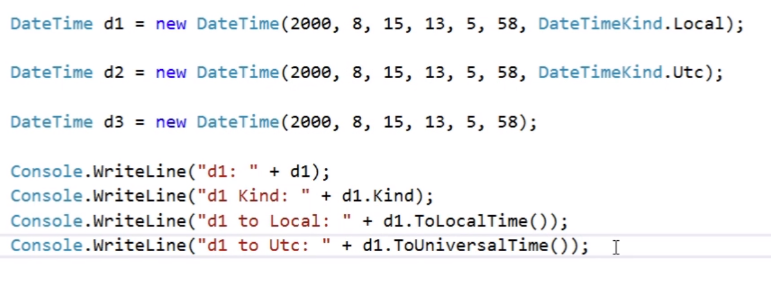 DateTime d1 = new DateTime(2000, 8, 15, 13, 5, 58, DateTimeKind.Local);
DateTime d2 = new DateTime(2000, 8, 15, 13, 5, 58, DateTimeKind.Utc);
DateTime d3 = new DateTime(2000, 8, 15, 13, 5, 58);
Console.WriteLine("d1: " + d1);
Console.WriteLine("d1 Kind: " + d1.Kind);
Console.WriteLine("d1 to Local: " + d1.ToLocalTime());
Console.WriteLine("d1 to Utc: " + d1.ToUniversalTime());